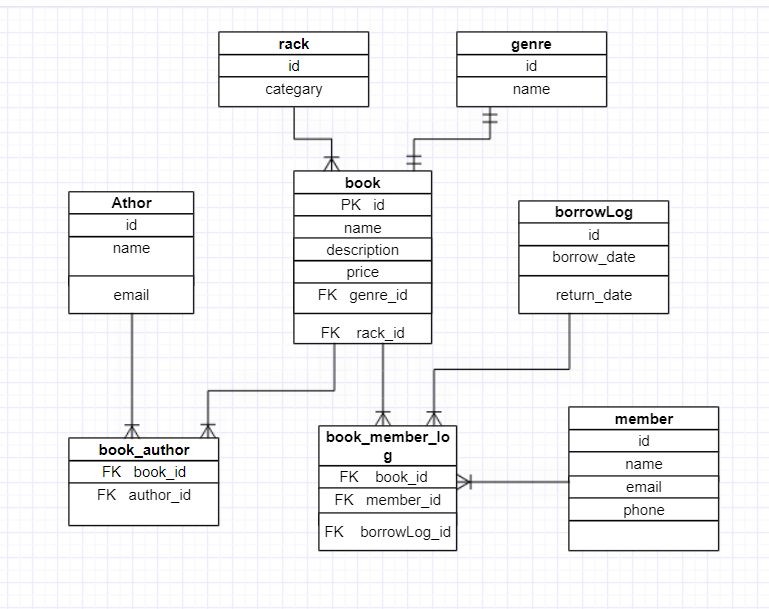 rack
id
categary
genre
id
name
book
PK id
name
description
price
FK genre_id
FK rack_id
Athor
id
name
email
borrowLog
id
borrow_date
return_date
book_author
FK book_id
FK author_id
book_member_lo
g
FK book_id
FK member_id
FK borrowLog_id
member
id
name
email
phone